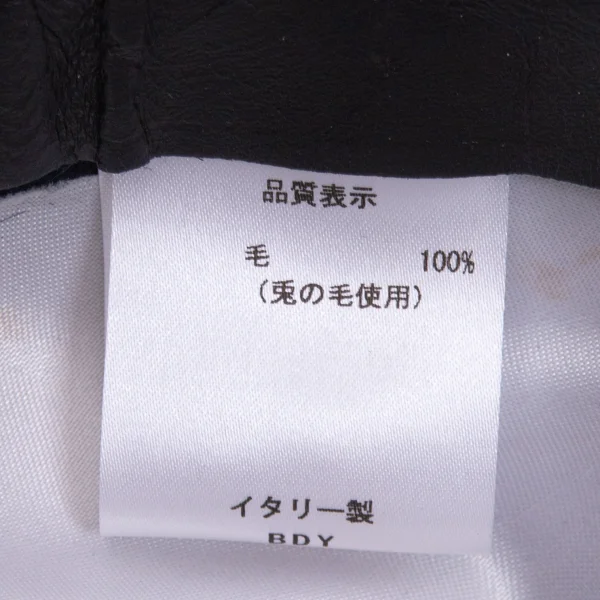 品質表示
毛 100%
（兎の毛使用）
イタリー製
BDY